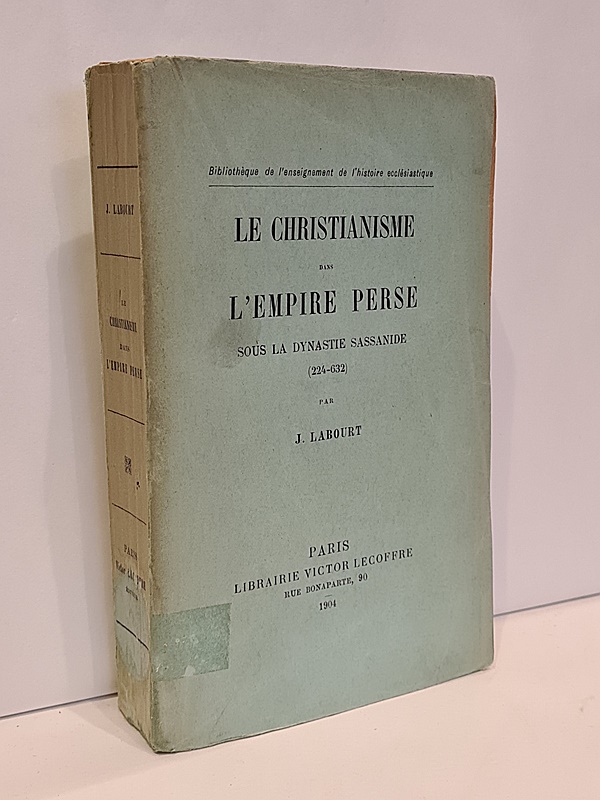 Bibliothèque de l'enseignement de l'histoire ecclésiastique
LE CHRISTIANISME
DANS
L'EMPIRE PERSE
SOUS LA DYNASTIE SASSANIDE
(224-632)
PAR
J. LABOURT
PARIS
LIBRAIRIE VICTOR LECOFFRE
RUE BONAPARTE, 90
1904
J. LABOURT
LE
CHRISTIANISME
DANS
L'EMPIRE PERSE
PARIS